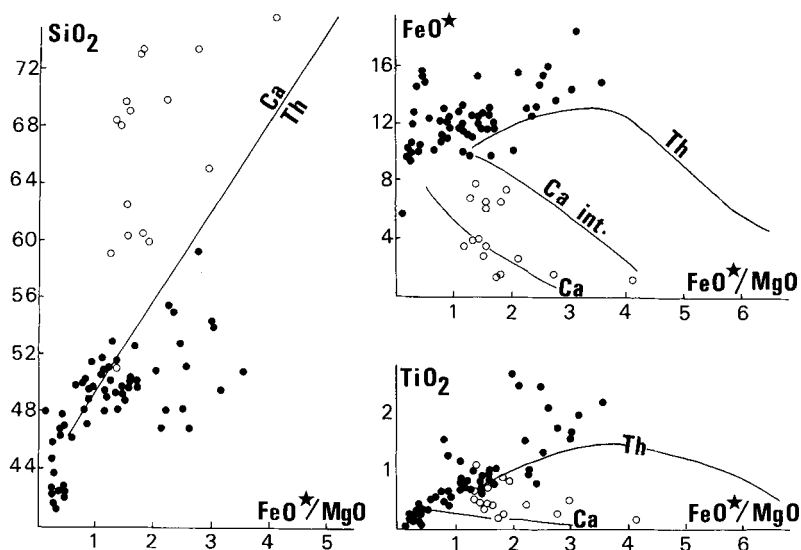 SiO₂
72
68
64
60
56
52
48
44
1 2 3 4 5
FeO★/MgO
Ca
Th
FeO★
16
12
8
4
1 2 3 4 5 6
FeO★/MgO
Th
Ca int.
Ca
TiO₂
2
1
1 2 3 4 5 6
FeO★/MgO
Th
Ca